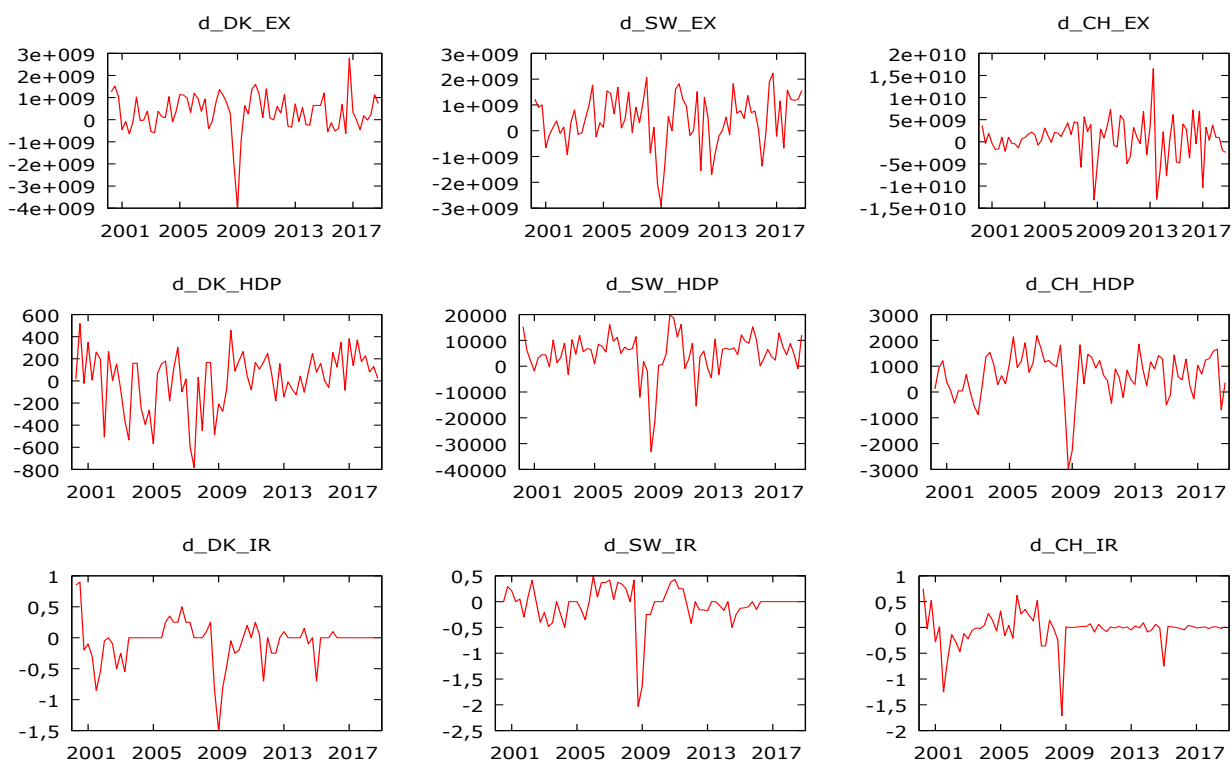 d_DK_EX
3e+009
2e+009
1e+009
0
-1e+009
-2e+009
-3e+009
-4e+009
2001 2005 2009 2013 2017
d_SW_EX
3e+009
2e+009
1e+009
0
-1e+009
-2e+009
-3e+009
2001 2005 2009 2013 2017
d_CH_EX
2e+010
1,5e+010
1e+010
5e+009
0
-5e+009
-1e+010
-1,5e+010
2001 2005 2009 2013 2017
d_DK_HDP
600
400
200
0
-200
-400
-600
-800
2001 2005 2009 2013 2017
d_SW_HDP
20000
10000
0
-10000
-20000
-30000
-40000
2001 2005 2009 2013 2017
d_CH_HDP
3000
2000
1000
0
-1000
-2000
-3000
2001 2005 2009 2013 2017
d_DK_IR
1
0,5
0
-0,5
-1
-1,5
2001 2005 2009 2013 2017
d_SW_IR
0,5
0
-0,5
-1
-1,5
-2
-2,5
2001 2005 2009 2013 2017
d_CH_IR
1
0,5
0
-0,5
-1
-1,5
-2
2001 2005 2009 2013 2017